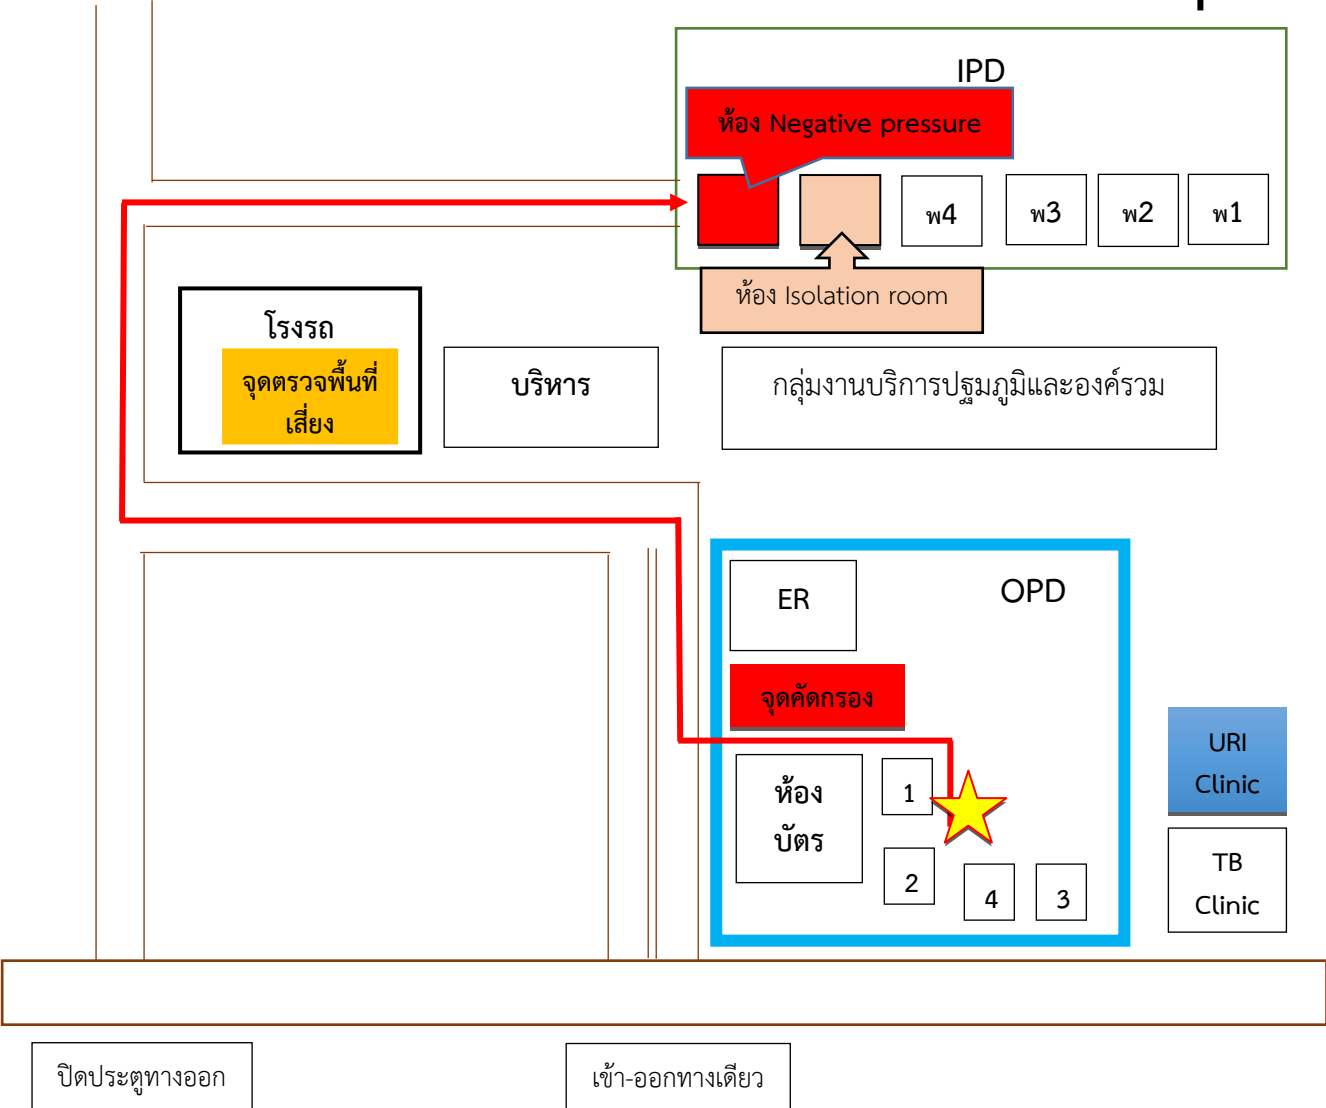 IPD
ห้อง Negative pressure
พ4
พ3
พ2
พ1
ห้อง Isolation room
โรงรถ
จุดตรวจพื้นที่
เสี่ยง
บริหาร
กลุ่มงานบริการปฐมภูมิและองค์รวม
ER
OPD
จุดคัดกรอง
ห้อง
บัตร
1
2
4
3
URI
Clinic
TB
Clinic
ปิดประตูทางออก
เข้า-ออกทางเดียว